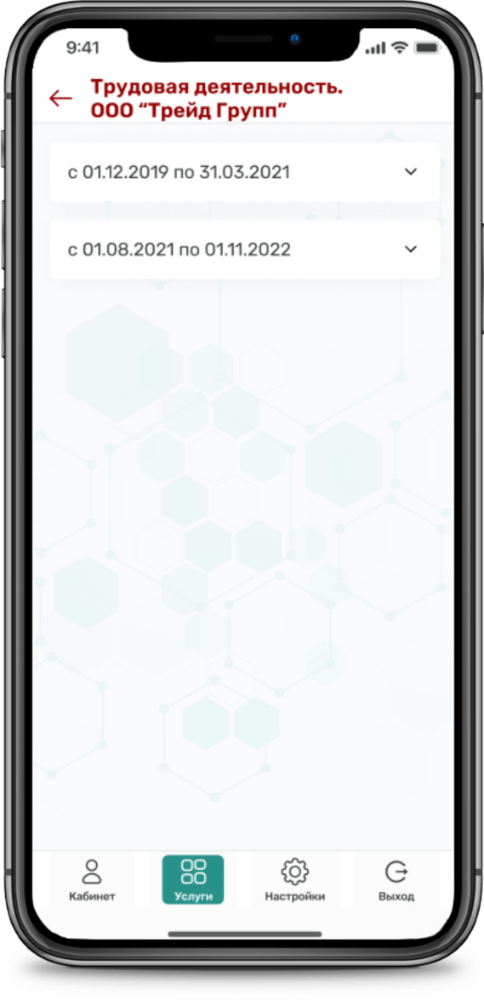 9:41
Трудовая деятельность.
ООО “Трейд Групп”
с 01.12.2019 по 31.03.2021
с 01.08.2021 по 01.11.2022
Кабинет
Услуги
Настройки
Выход